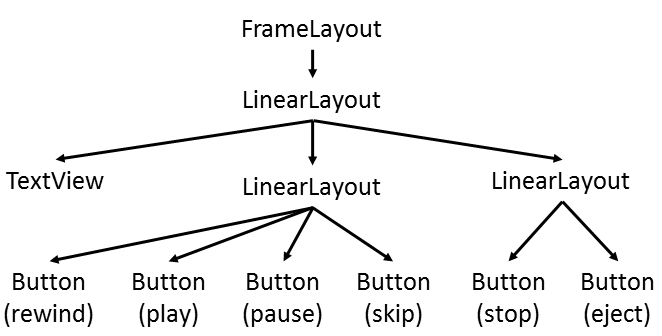 FrameLayout
LinearLayout
TextView
LinearLayout
LinearLayout
Button
(rewind)
Button
(play)
Button
(pause)
Button
(skip)
Button
(stop)
Button
(eject)